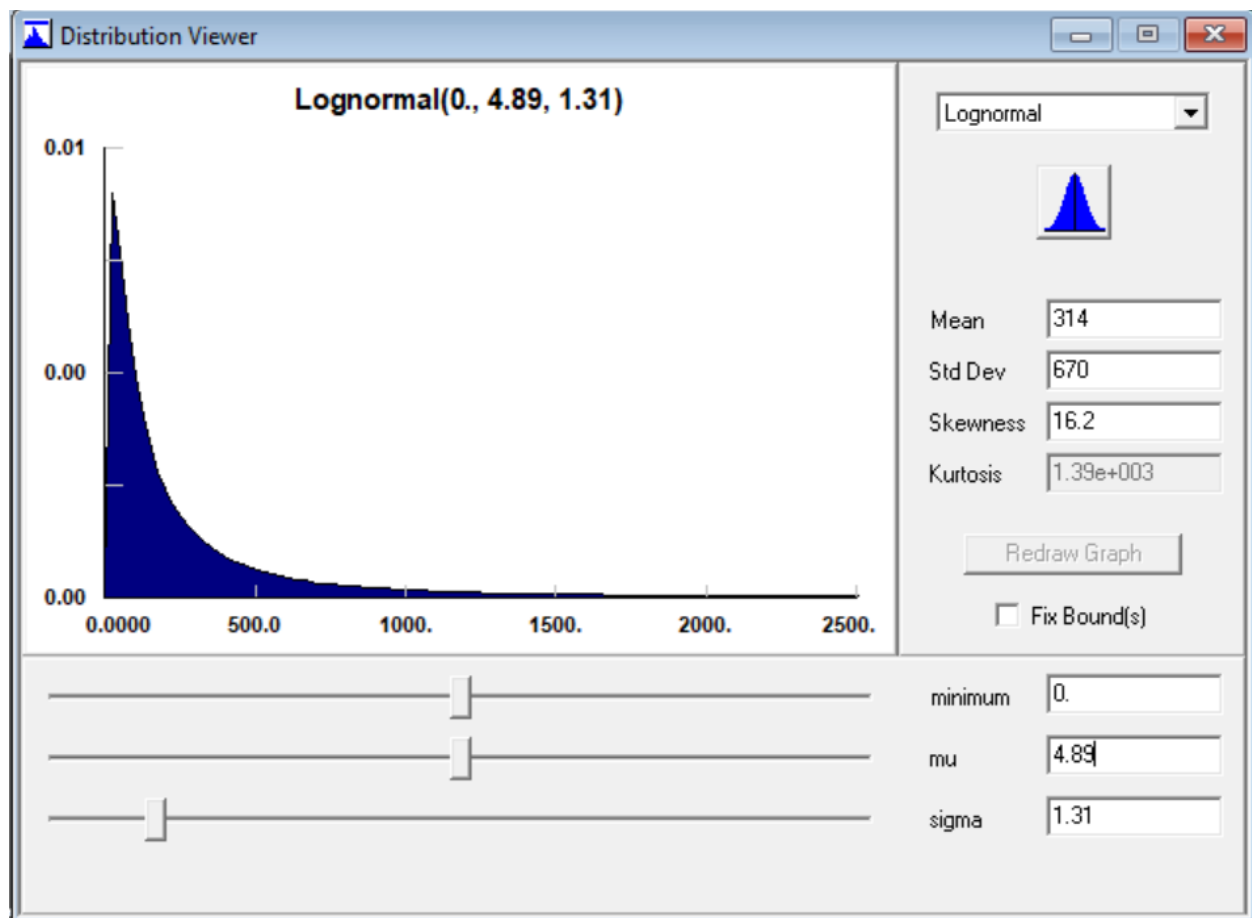 Distribution Viewer
Lognormal(0., 4.89, 1.31)
0.01
0.00
0.00
0.0000 500.0 1000. 1500. 2000. 2500.
Lognormal
Mean 314
Std Dev 670
Skewness 16.2
Kurtosis 1.39e+003
Redraw Graph
Fix Bound(s)
minimum 0.
mu 4.89
sigma 1.31